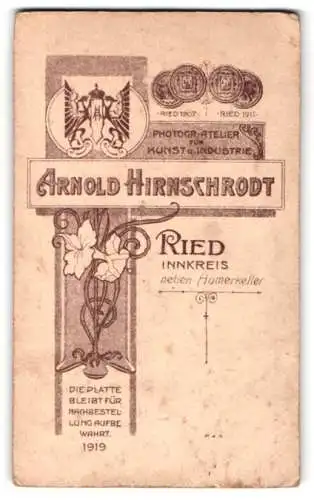 RIED 1907 · RIED 1911
PHOTOGR. ATELIER
FÜR
KUNST U. INDUSTRIE
ARNOLD HIRNSCHRODT
RIED
INNKREIS
neben Hamerkeller
DIE PLATTE
BLEIBT FÜR
NACHBESTEL-
LUNG AUFBE
WAHRT.
1919